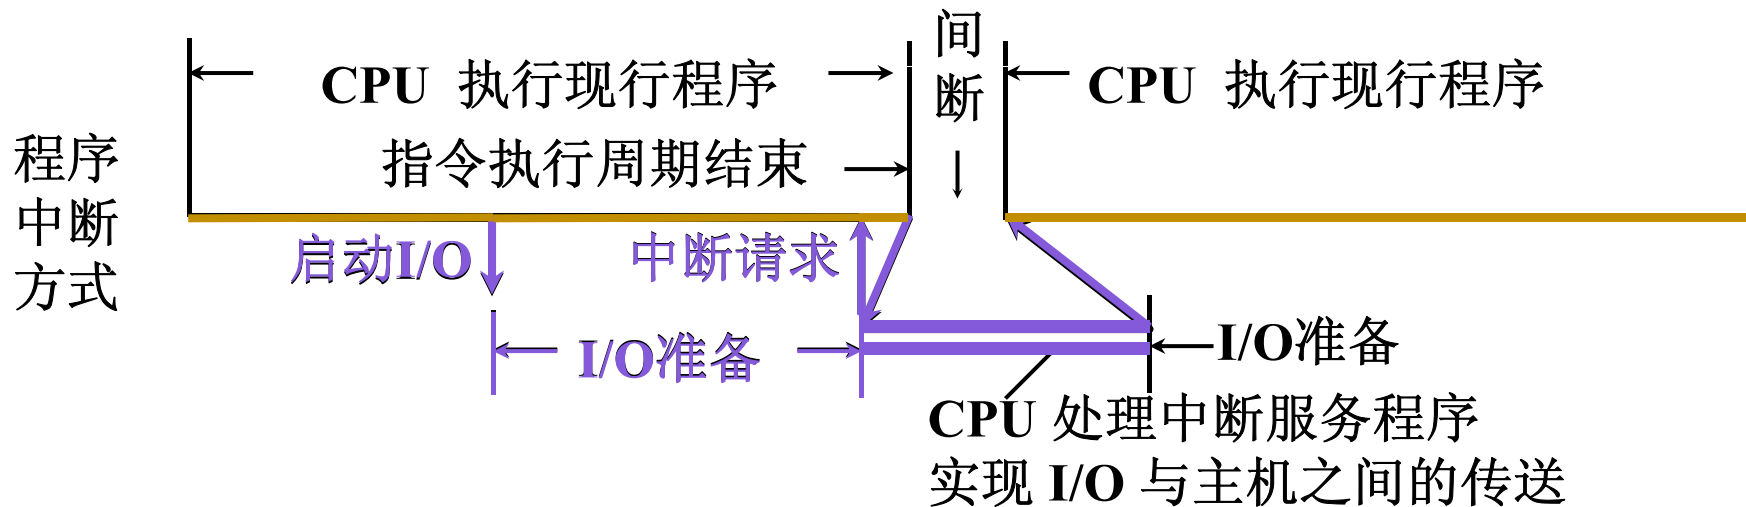 间
断
CPU 执行现行程序
CPU 执行现行程序
指令执行周期结束
程序
中断
方式
启动I/O
中断请求
I/O准备
I/O准备
CPU 处理中断服务程序
实现 I/O 与主机之间的传送